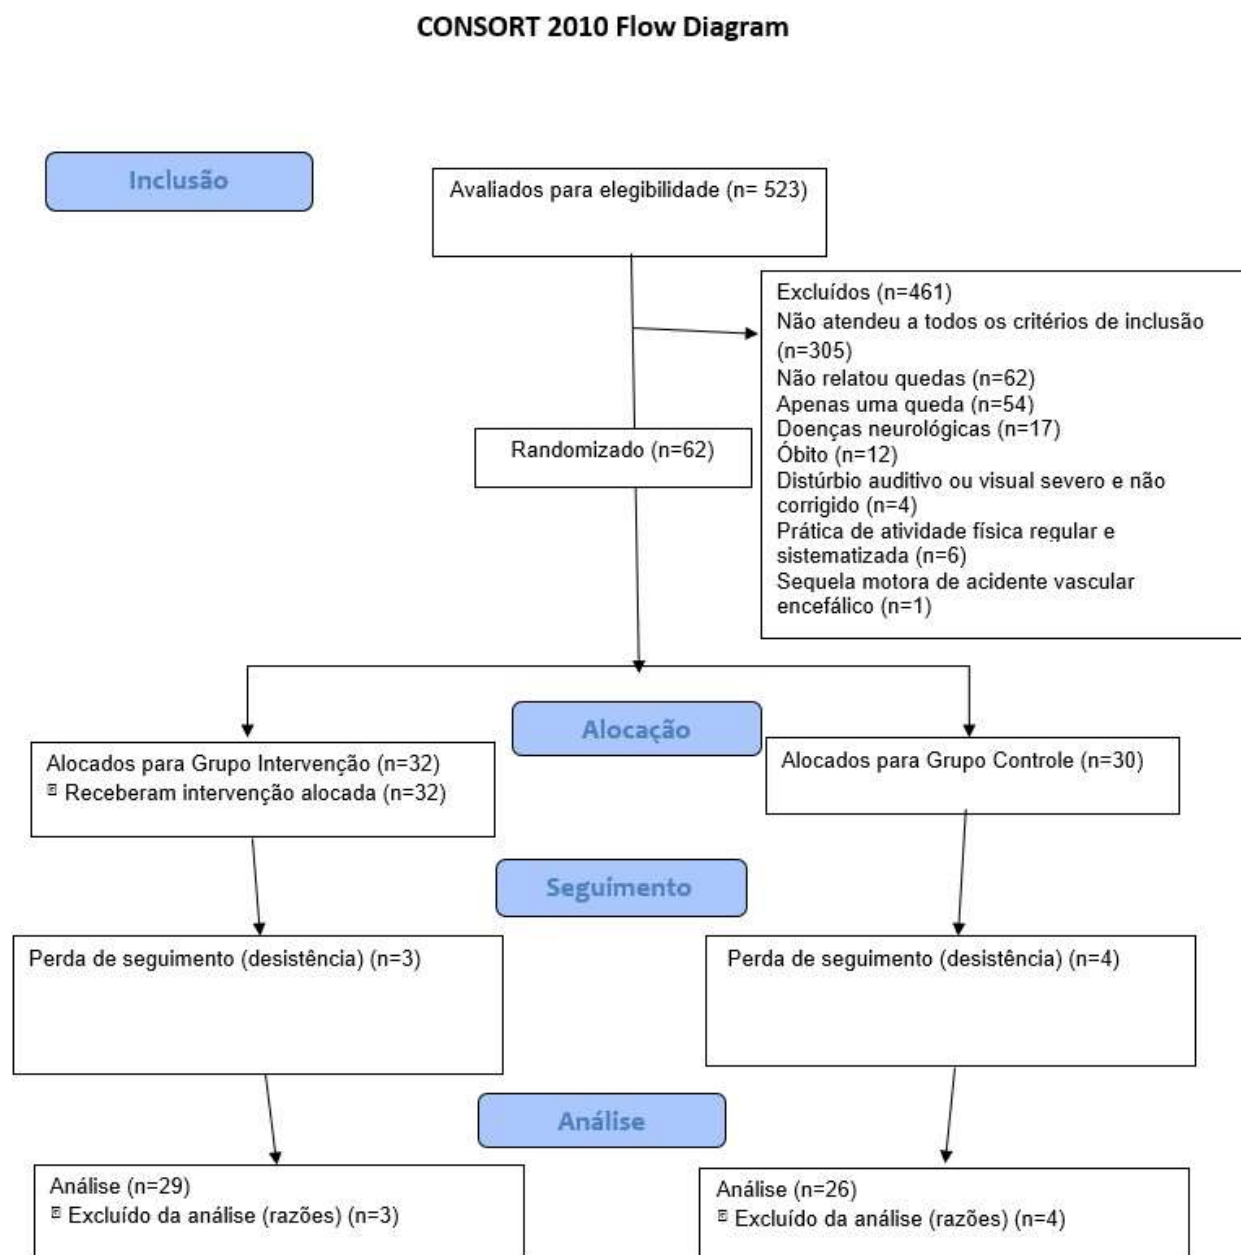 CONSORT 2010 Flow Diagram
Inclusão
Avaliados para elegibilidade (n= 523)
Excluídos (n=461)
Não atendeu a todos os critérios de inclusão
(n=305)
Não relatou quedas (n=62)
Apenas uma queda (n=54)
Doenças neurológicas (n=17)
Óbito (n=12)
Distúrbio auditivo ou visual severo e não
corrigido (n=4)
Prática de atividade física regular e
sistematizada (n=6)
Sequela motora de acidente vascular
encefálico (n=1)
Randomizado (n=62)
Alocação
Alocados para Grupo Intervenção (n=32)
Receberam intervenção alocada (n=32)
Alocados para Grupo Controle (n=30)
Seguimento
Perda de seguimento (desistência) (n=3)
Perda de seguimento (desistência) (n=4)
Análise
Análise (n=29)
Excluído da análise (razões) (n=3)
Análise (n=26)
Excluído da análise (razões) (n=4)